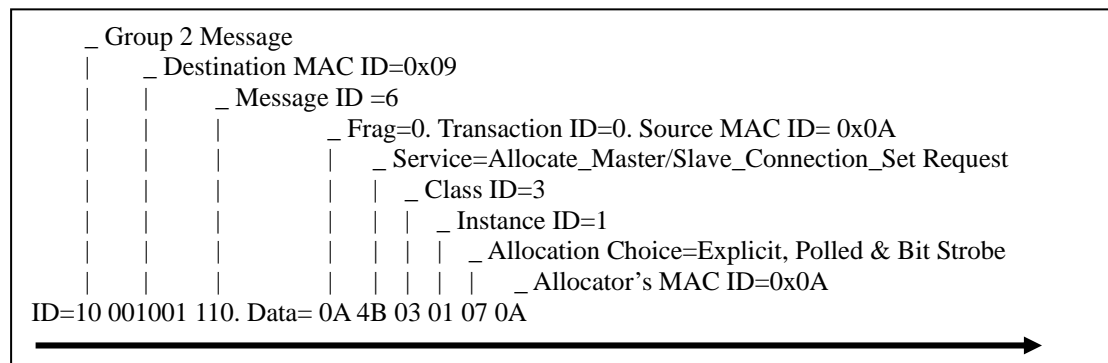 _ Group 2 Message
| _ Destination MAC ID=0x09
| | _ Message ID =6
| | | _ Frag=0. Transaction ID=0. Source MAC ID= 0x0A
| | | | _ Service=Allocate_Master/Slave_Connection_Set Request
| | | | | _ Class ID=3
| | | | | | _ Instance ID=1
| | | | | | | _ Allocation Choice=Explicit, Polled & Bit Strobe
| | | | | | | | _ Allocator’s MAC ID=0x0A
ID=10 001001 110. Data= 0A 4B 03 01 07 0A